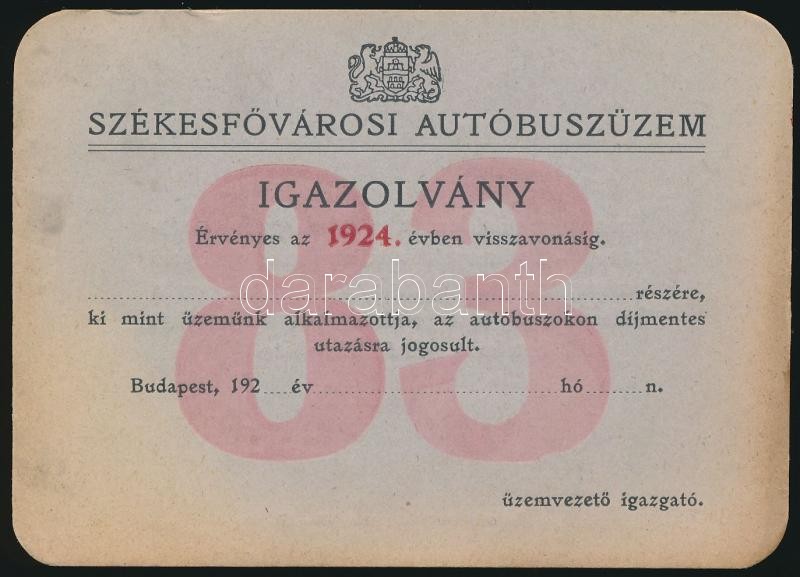 SZÉKESFŐVÁROSI AUTÓBUSZÜZEM
83
IGAZOLVÁNY
Érvényes az 1924. évben visszavonásig.
darabanth
részére,
ki mint üzemünk alkalmazottja, az autobuszokon díjmentes
utazásra jogosult.
Budapest, 192...év...hó...n.
üzemvezető igazgató.